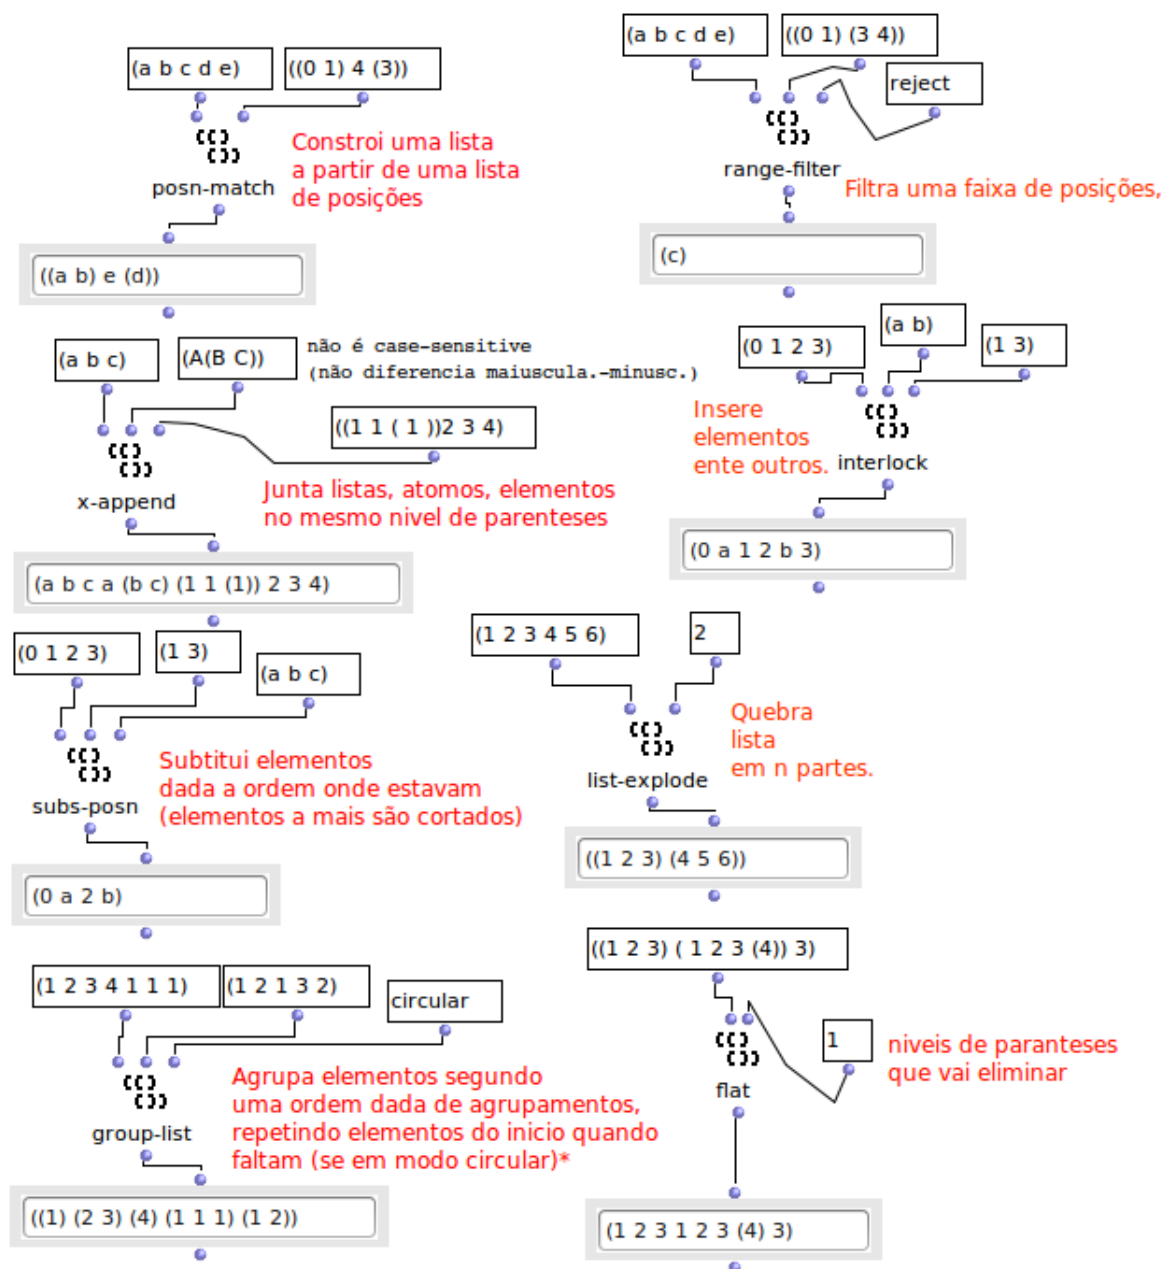 (a b c d e)
((0 1) 4 (3))
Constroi uma lista
a partir de uma lista
de posições
posn-match
((a b) e (d))
(a b c)
(A(B C))
não é case-sensitive
(não diferencia maiuscula.-minusc.)
((1 1 ( 1 ))2 3 4)
Junta listas, atomos, elementos
no mesmo nivel de parenteses
x-append
(a b c a (b c) (1 1 (1)) 2 3 4)
(0 1 2 3)
(1 3)
(a b c)
Subtitui elementos
dada a ordem onde estavam
(elementos a mais são cortados)
subs-posn
(0 a 2 b)
(1 2 3 4 1 1 1)
(1 2 1 3 2)
circular
Agrupa elementos segundo
uma ordem dada de agrupamentos,
repetindo elementos do inicio quando
faltam (se em modo circular)*
group-list
((1) (2 3) (4) (1 1 1) (1 2))
(a b c d e)
((0 1) (3 4))
reject
range-filter
Filtra uma faixa de posições,
(c)
(0 1 2 3)
(a b)
(1 3)
Insere
elementos
ente outros.
interlock
(0 a 1 2 b 3)
(1 2 3 4 5 6)
2
Quebra
lista
em n partes.
list-explode
((1 2 3) (4 5 6))
((1 2 3) ( 1 2 3 (4)) 3)
1
niveis de paranteses
que vai eliminar
flat
(1 2 3 1 2 3 (4) 3)